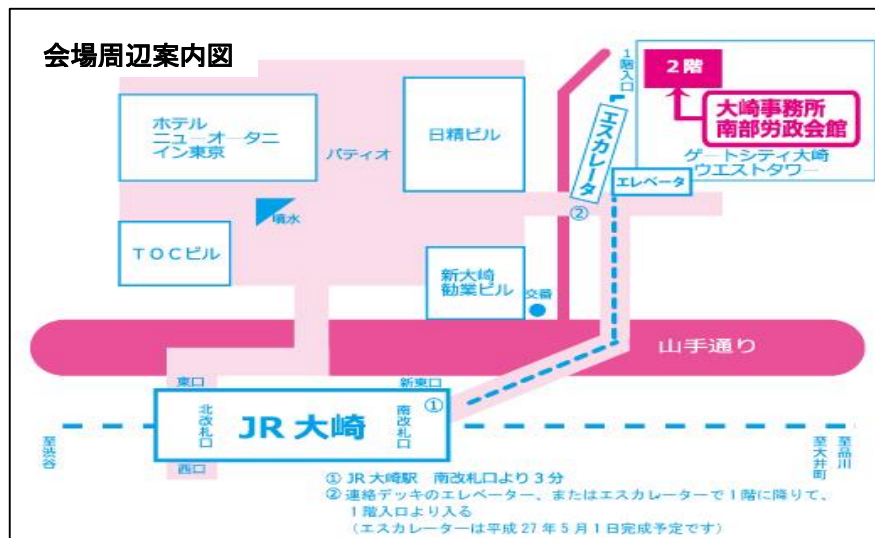 会場周辺案内図
1階入口
2階
大崎事務所
南部労政会館
ゲートシティ大崎
ウエストタワー
エスカレータ
エレベータ
②
ホテル
ニューオータニ
イン東京
パティオ
日精ビル
噴水
TOCビル
新大崎
勧業ビル
交番
山手通り
東口
新東口
北改札口
JR 大崎
南改札口
①
西口
至渋谷
至大井町
至品川
① JR大崎駅 南改札口より3分
② 連絡デッキのエレベーター、またはエスカレーターで1階に降りて、
1階入口より入る
（エスカレーターは平成27年5月1日完成予定です）